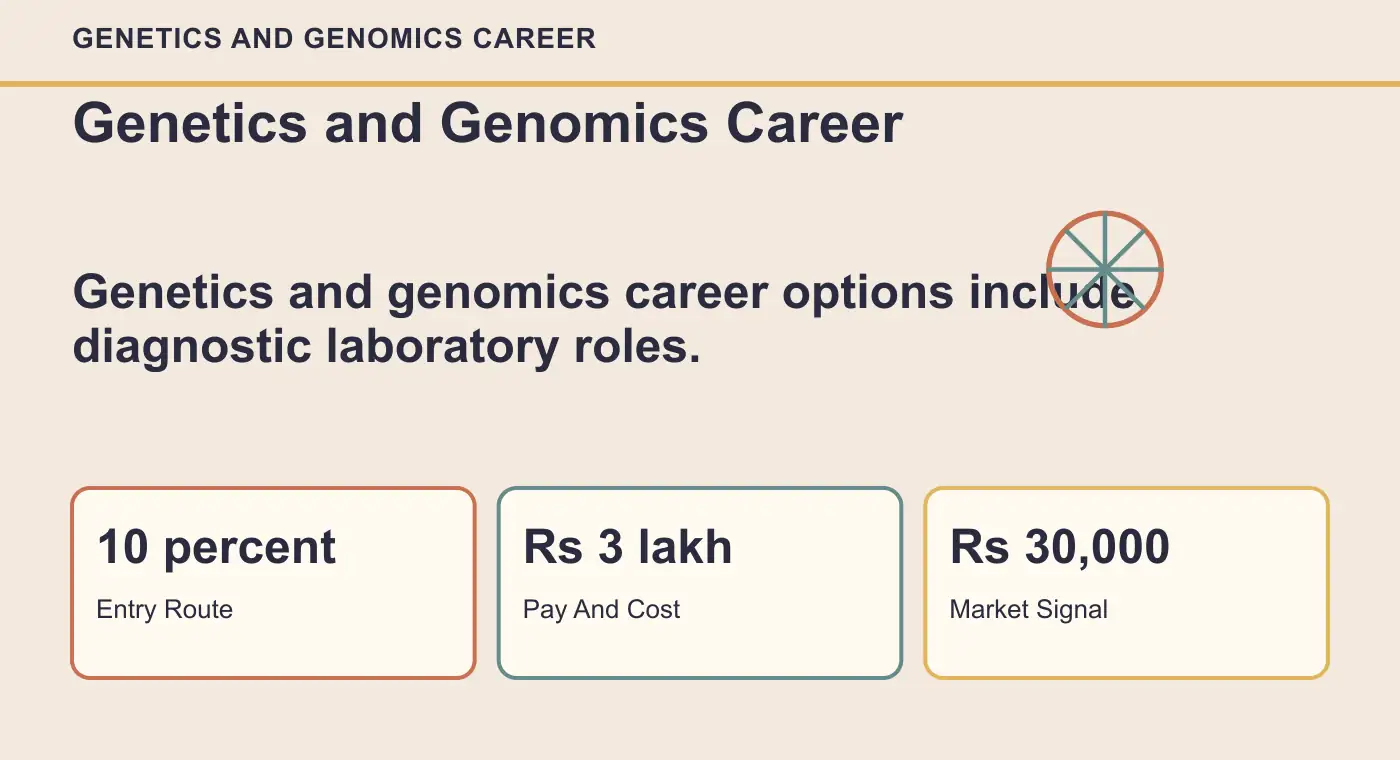 GENETICS AND GENOMICS CAREER
Genetics and Genomics Career
Genetics and genomics career options include
diagnostic laboratory roles.
10 percent
Entry Route
Rs 3 lakh
Pay And Cost
Rs 30,000
Market Signal